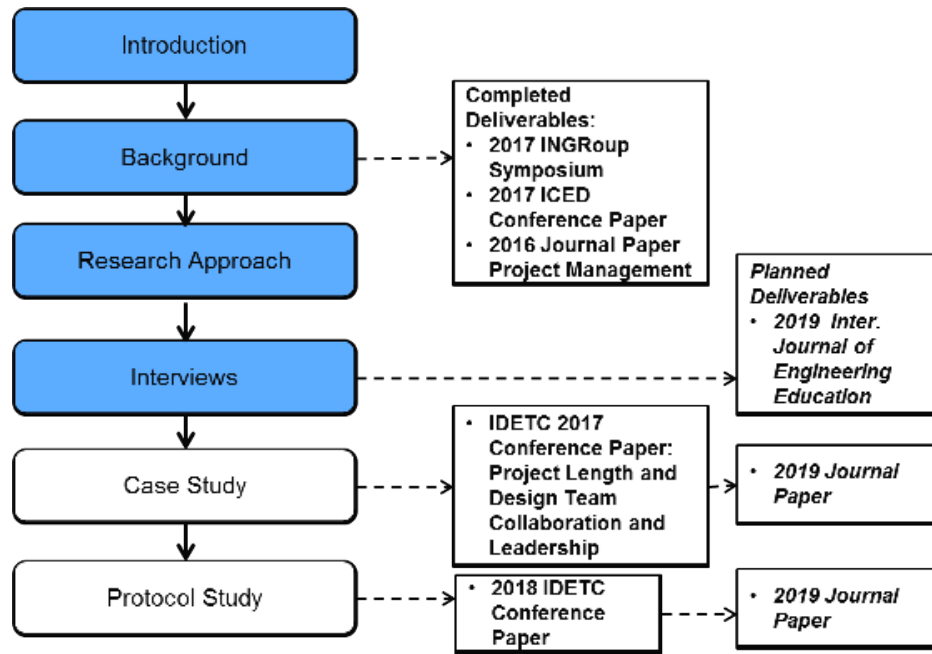 Introduction
Background
Research Approach
Interviews
Case Study
Protocol Study
Completed
Deliverables:
• 2017 INGRoup
Symposium
• 2017 ICED
Conference Paper
• 2016 Journal Paper
Project Management
Planned
Deliverables
• 2019 Inter.
Journal of
Engineering
Education
• IDETC 2017
Conference Paper:
Project Length and
Design Team
Collaboration and
Leadership
• 2019 Journal
Paper
• 2018 IDETC
Conference
Paper
• 2019 Journal
Paper